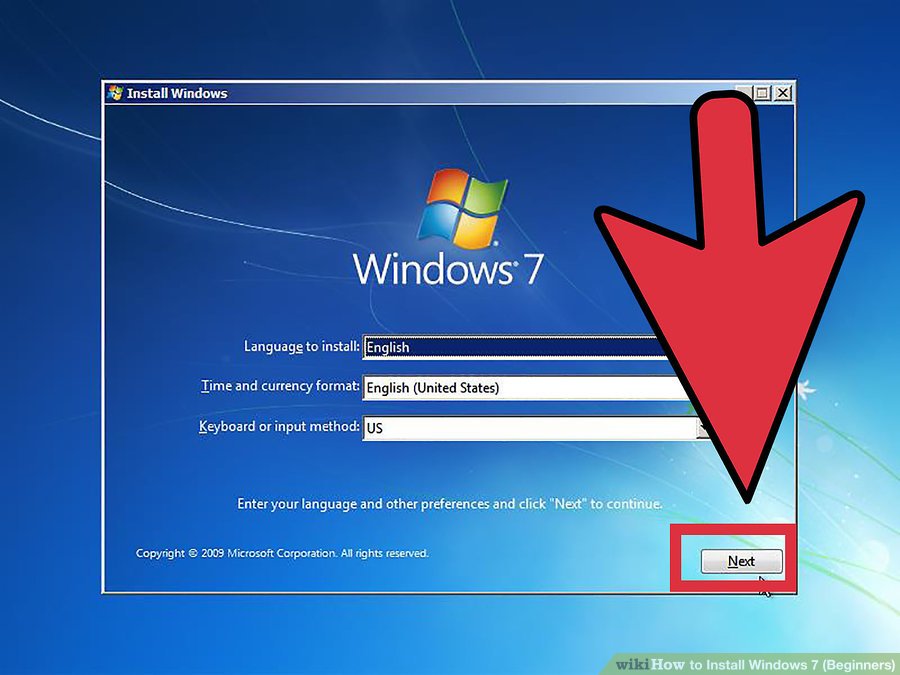 Install Windows
Windows 7
Language to install: English
Time and currency format: English (United States)
Keyboard or input method: US
Enter your language and other preferences and click "Next" to continue.
Copyright © 2009 Microsoft Corporation. All rights reserved.
Next
wikiHow to Install Windows 7 (Beginners)